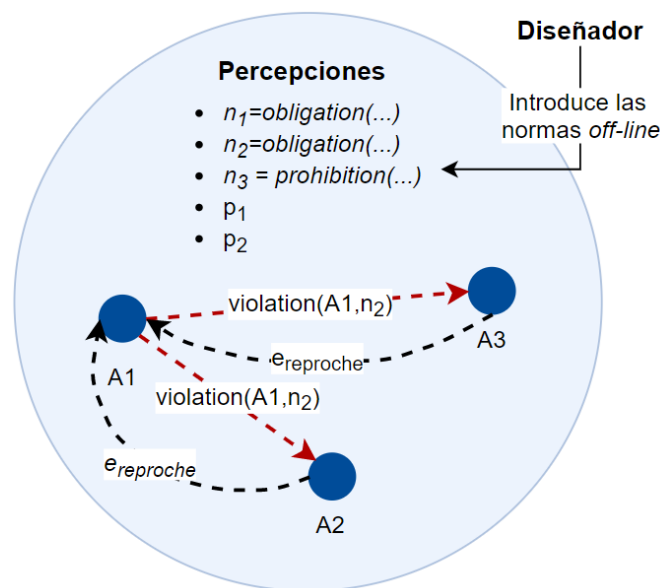 Diseñador
Percepciones
Introduce las
normas off-line
• n1=obligation(...)
• n2=obligation(...)
• n3 = prohibition(...)
• p1
• p2
violation(A1,n2)
A3
ereproche
A1
violation(A1,n2)
ereproche
A2